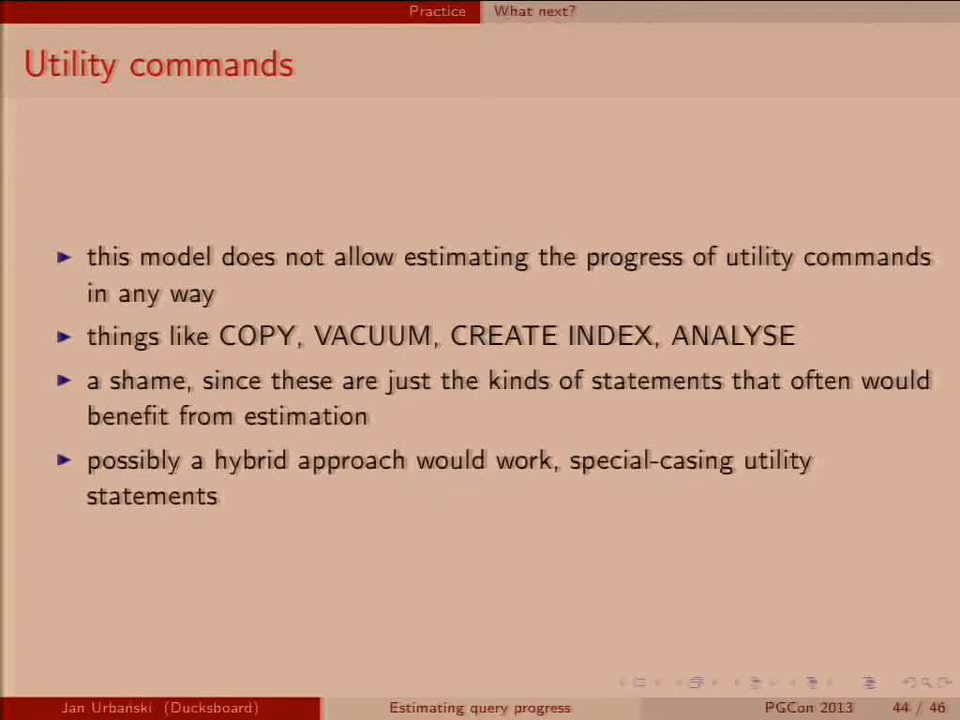 Practice What next?
Utility commands
this model does not allow estimating the progress of utility commands
in any way
things like COPY, VACUUM, CREATE INDEX, ANALYSE
a shame, since these are just the kinds of statements that often would
benefit from estimation
possibly a hybrid approach would work, special-casing utility
statements
Jan Urbański (Ducksboard) Estimating query progress PGCon 2013 44 / 46